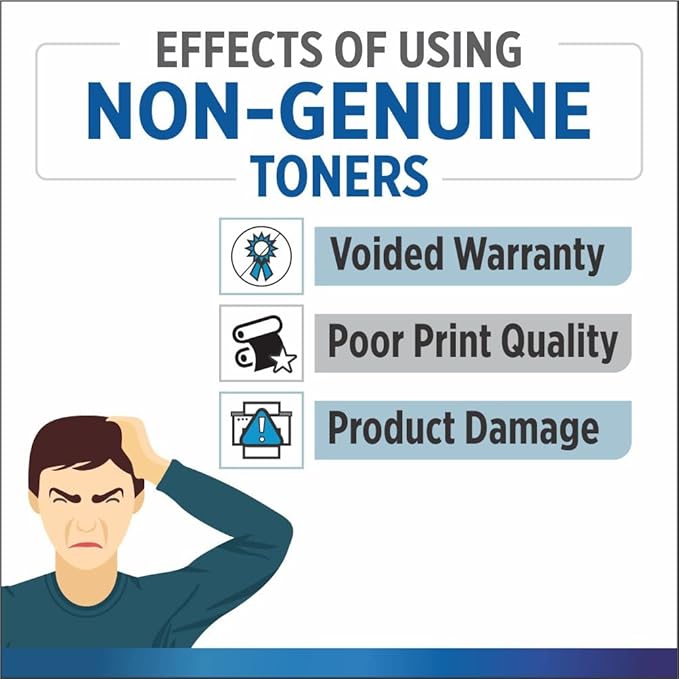 EFFECTS OF USING
NON-GENUINE
TONERS
Voided Warranty
Poor Print Quality
Product Damage